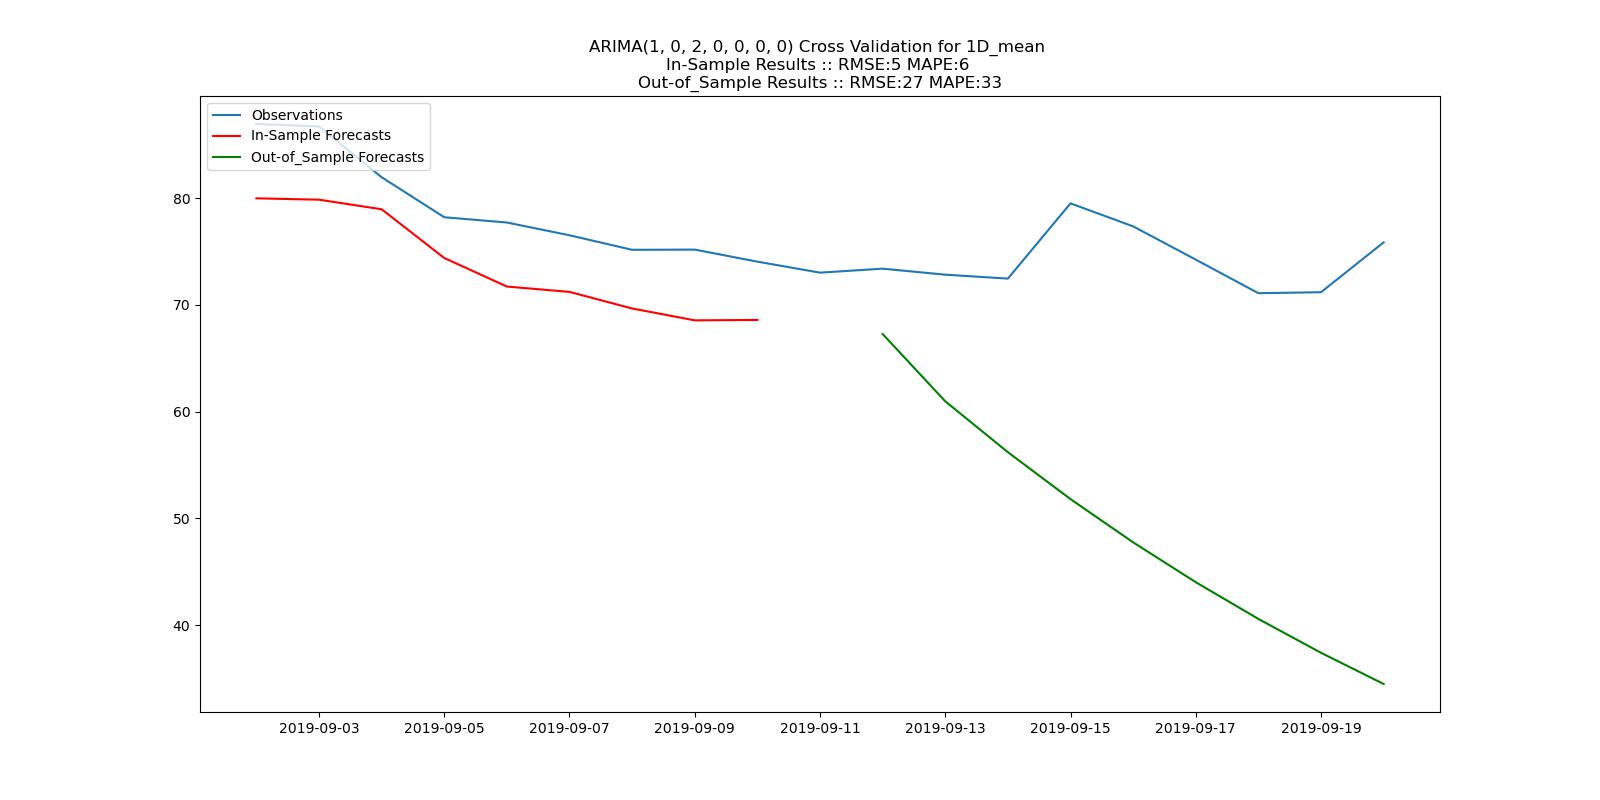 ARIMA(1, 0, 2, 0, 0, 0, 0) Cross Validation for 1D_mean
In-Sample Results :: RMSE:5 MAPE:6
Out-of_Sample Results :: RMSE:27 MAPE:33
Observations
In-Sample Forecasts
Out-of_Sample Forecasts
80
70
60
50
40
2019-09-03 2019-09-05 2019-09-07 2019-09-09 2019-09-11 2019-09-13 2019-09-15 2019-09-17 2019-09-19